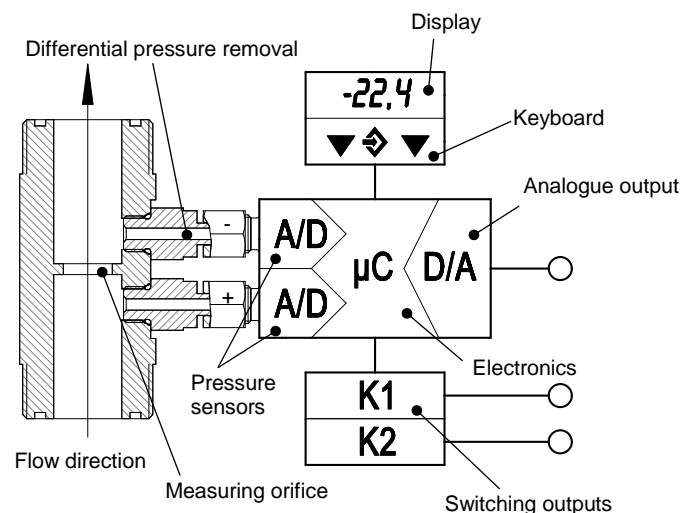 Display
Differential pressure removal
-22,4
Keyboard
Analogue output
-
A/D
µC
D/A
+
A/D
Electronics
Pressure
sensors
K1
K2
Flow direction
Measuring orifice
Switching outputs